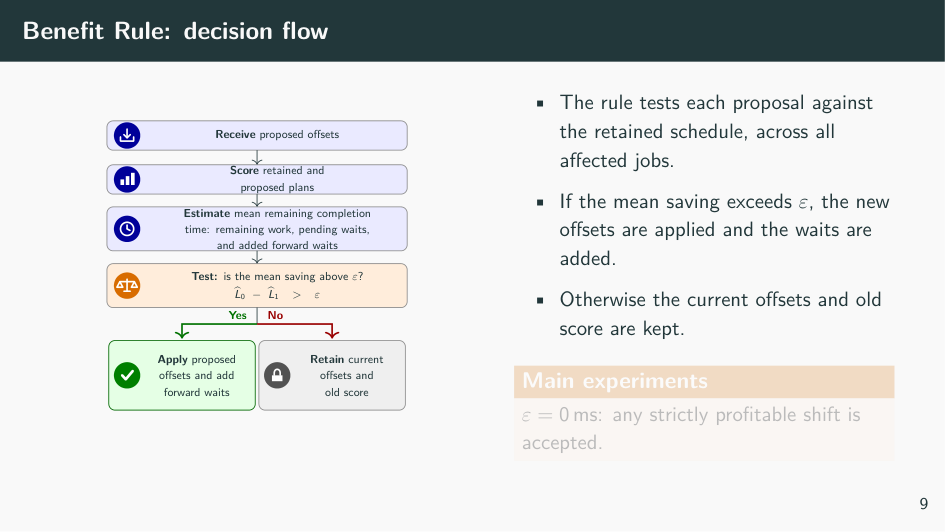 Benefit Rule: decision flow
Receive proposed offsets
Score retained and
proposed plans
Estimate mean remaining completion
time: remaining work, pending waits,
and added forward waits
Test: is the mean saving above ε?
L̂₀ − L̂₁ > ε
Yes No
Apply proposed
offsets and add
forward waits
Retain current
offsets and
old score
▪ The rule tests each proposal against
the retained schedule, across all
affected jobs.
▪ If the mean saving exceeds ε, the new
offsets are applied and the waits are
added.
▪ Otherwise the current offsets and old
score are kept.
Main experiments
ε = 0 ms: any strictly profitable shift is
accepted.
9